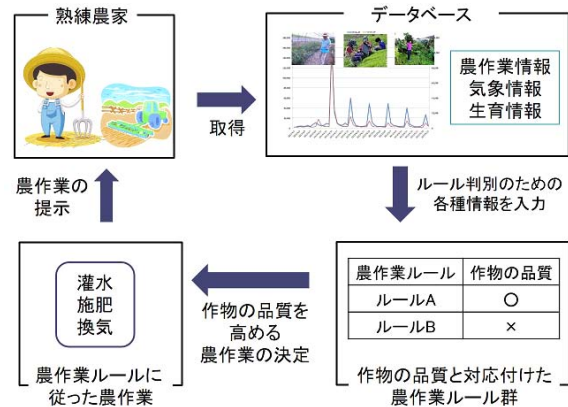 熟練農家
データベース
農作業情報
気象情報
生育情報
取得
農作業の
提示
ルール判別のための
各種情報を入力
灌水
施肥
換気
農作業ルールに
従った農作業
作物の品質を
高める
農作業の決定
農作業ルール 作物の品質
ルールA ○
ルールB ×
作物の品質と対応付けた
農作業ルール群